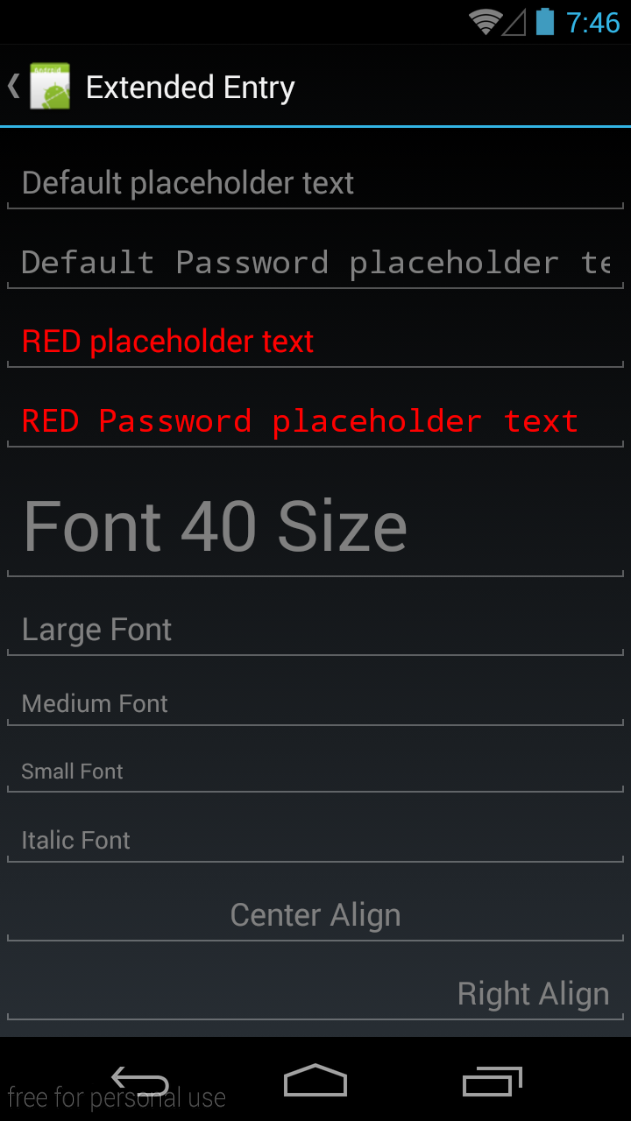 7:46
Extended Entry
Default placeholder text
Default Password placeholder te
RED placeholder text
RED Password placeholder text
Font 40 Size
Large Font
Medium Font
Small Font
Italic Font
Center Align
Right Align
free for personal use